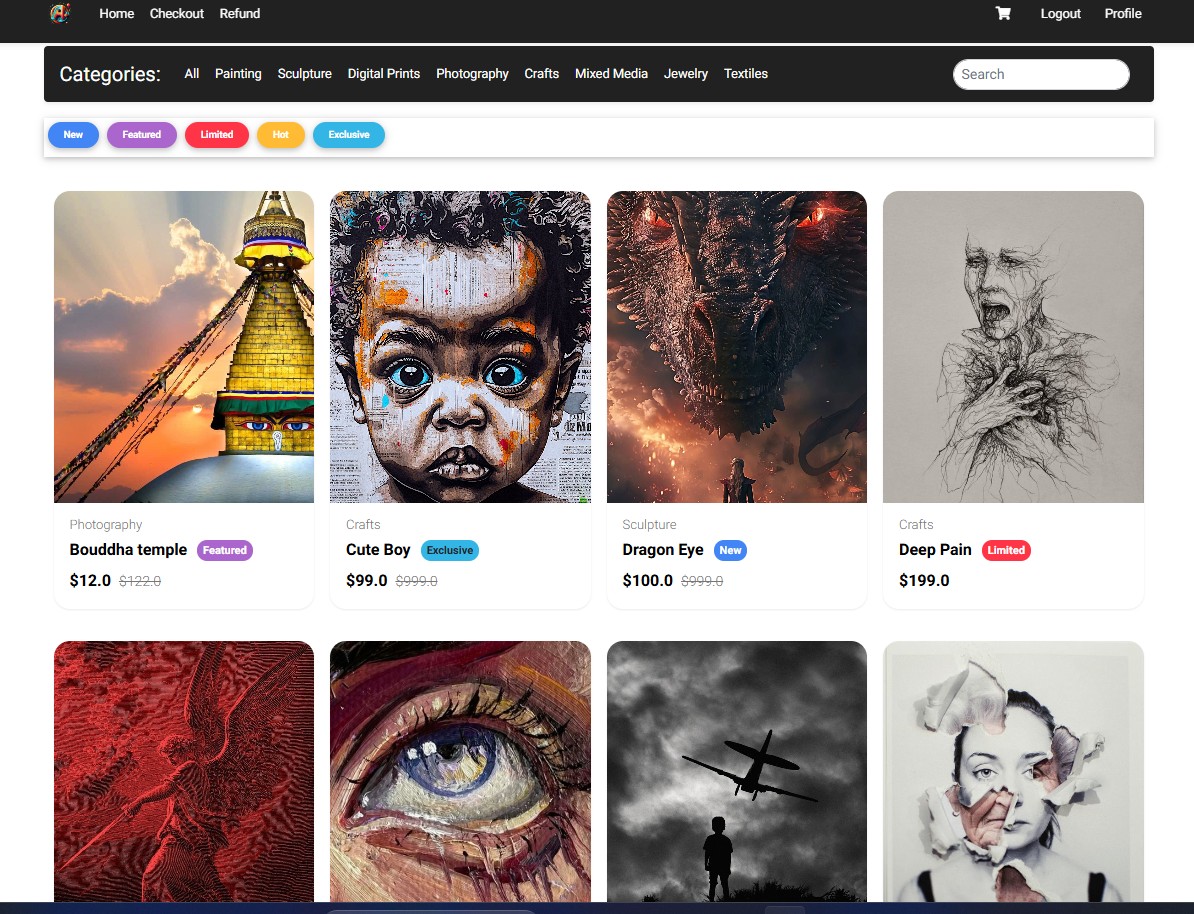 Home Checkout Refund Logout Profile
Categories: All Painting Sculpture Digital Prints Photography Crafts Mixed Media Jewelry Textiles Search
New Featured Limited Hot Exclusive
Photography
Bouddha temple Featured
$12.0 $122.0
Crafts
Cute Boy Exclusive
$99.0 $999.0
Sculpture
Dragon Eye New
$100.0 $999.0
Crafts
Deep Pain Limited
$199.0